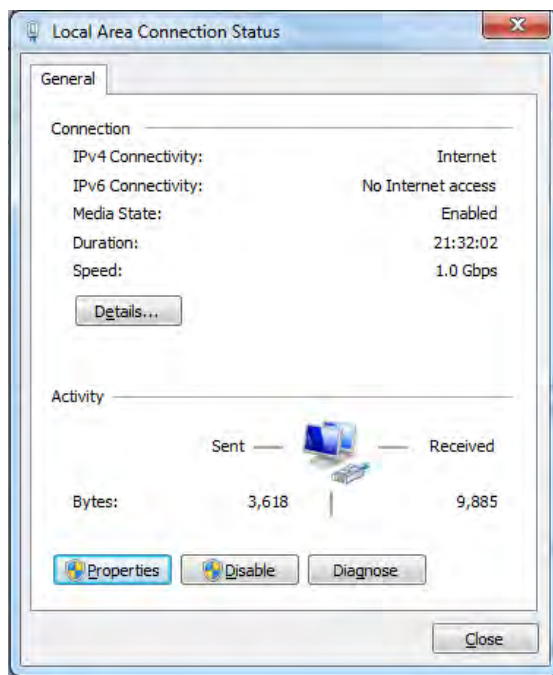 Local Area Connection Status
General
Connection
IPv4 Connectivity: Internet
IPv6 Connectivity: No Internet access
Media State: Enabled
Duration: 21:32:02
Speed: 1.0 Gbps
Details...
Activity
Sent Received
Bytes: 3,618 9,885
Properties Disable Diagnose
Close